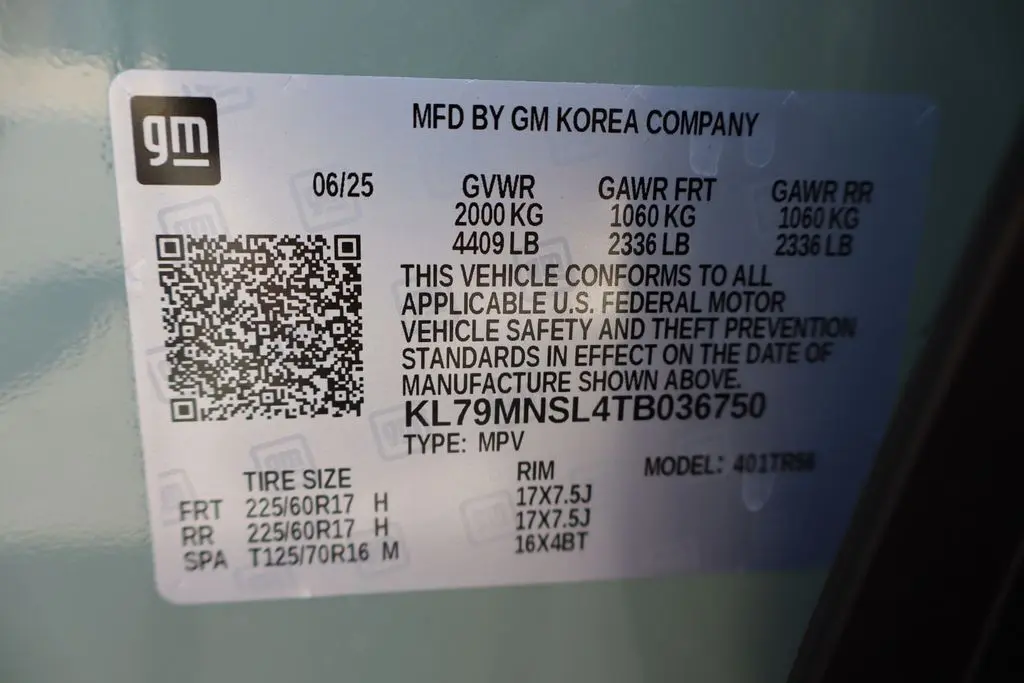 gm
MFD BY GM KOREA COMPANY
06/25
GVWR GAWR FRT GAWR RR
2000 KG 1060 KG 1060 KG
4409 LB 2336 LB 2336 LB
THIS VEHICLE CONFORMS TO ALL
APPLICABLE U.S. FEDERAL MOTOR
VEHICLE SAFETY AND THEFT PREVENTION
STANDARDS IN EFFECT ON THE DATE OF
MANUFACTURE SHOWN ABOVE.
KL79MNSL4TB036750
TYPE: MPV
TIRE SIZE RIM MODEL:
FRT 225/60R17 H 17X7.5J
RR 225/60R17 H 17X7.5J
SPA T125/70R16 M 16X4BT